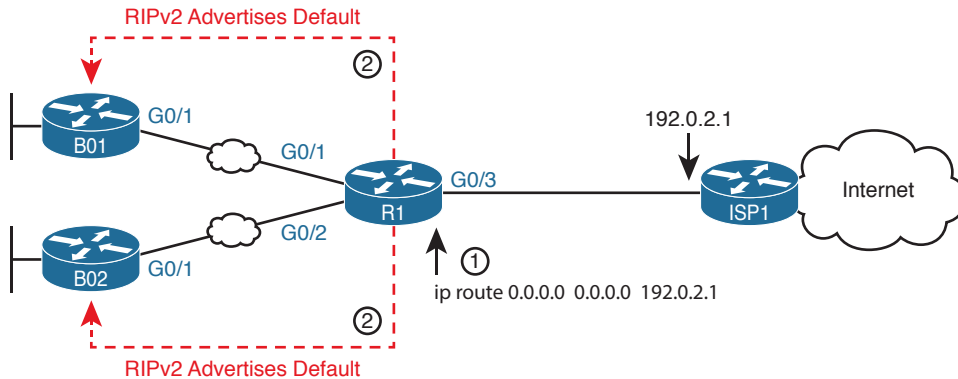 RIPv2 Advertises Default
2
192.0.2.1
G0/1
B01
G0/1
G0/3
R1
ISP1
Internet
G0/2
B02
G0/1
1
ip route 0.0.0.0 0.0.0.0 192.0.2.1
2
RIPv2 Advertises Default